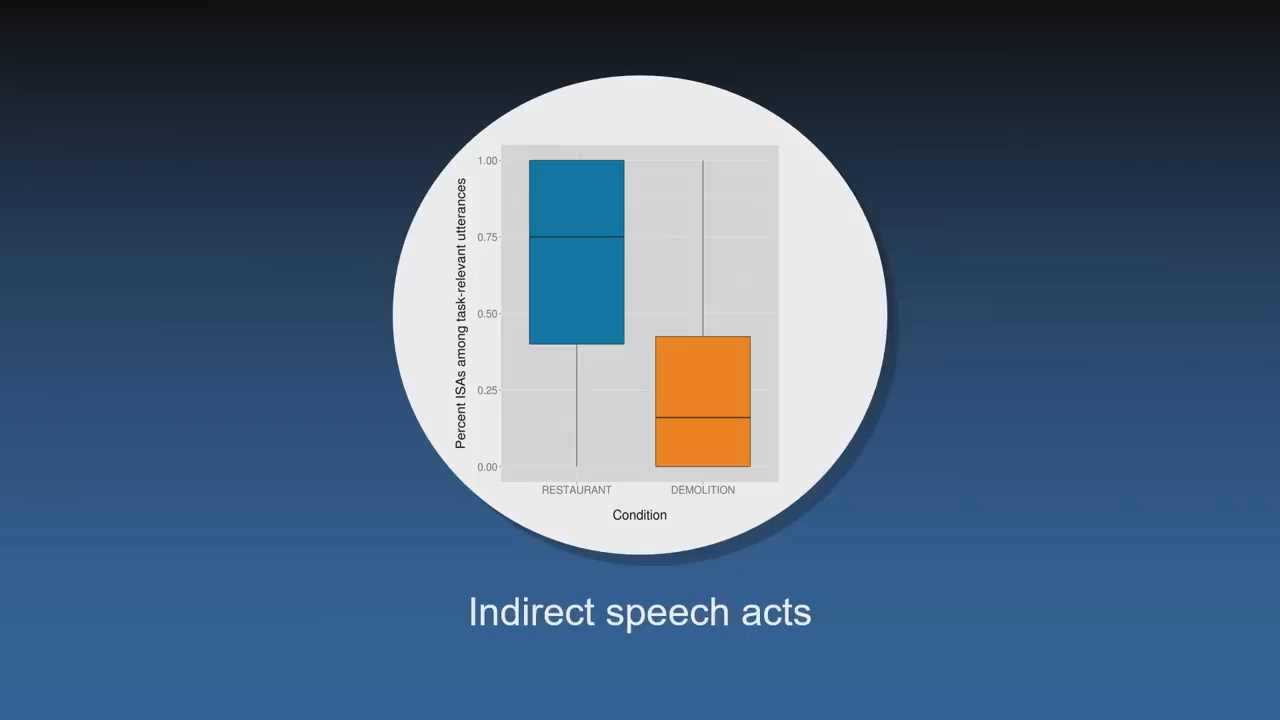 Percent ISAs among task-relevant utterances
1.00
0.75
0.50
0.25
0.00
RESTAURANT
DEMOLITION
Condition
Indirect speech acts